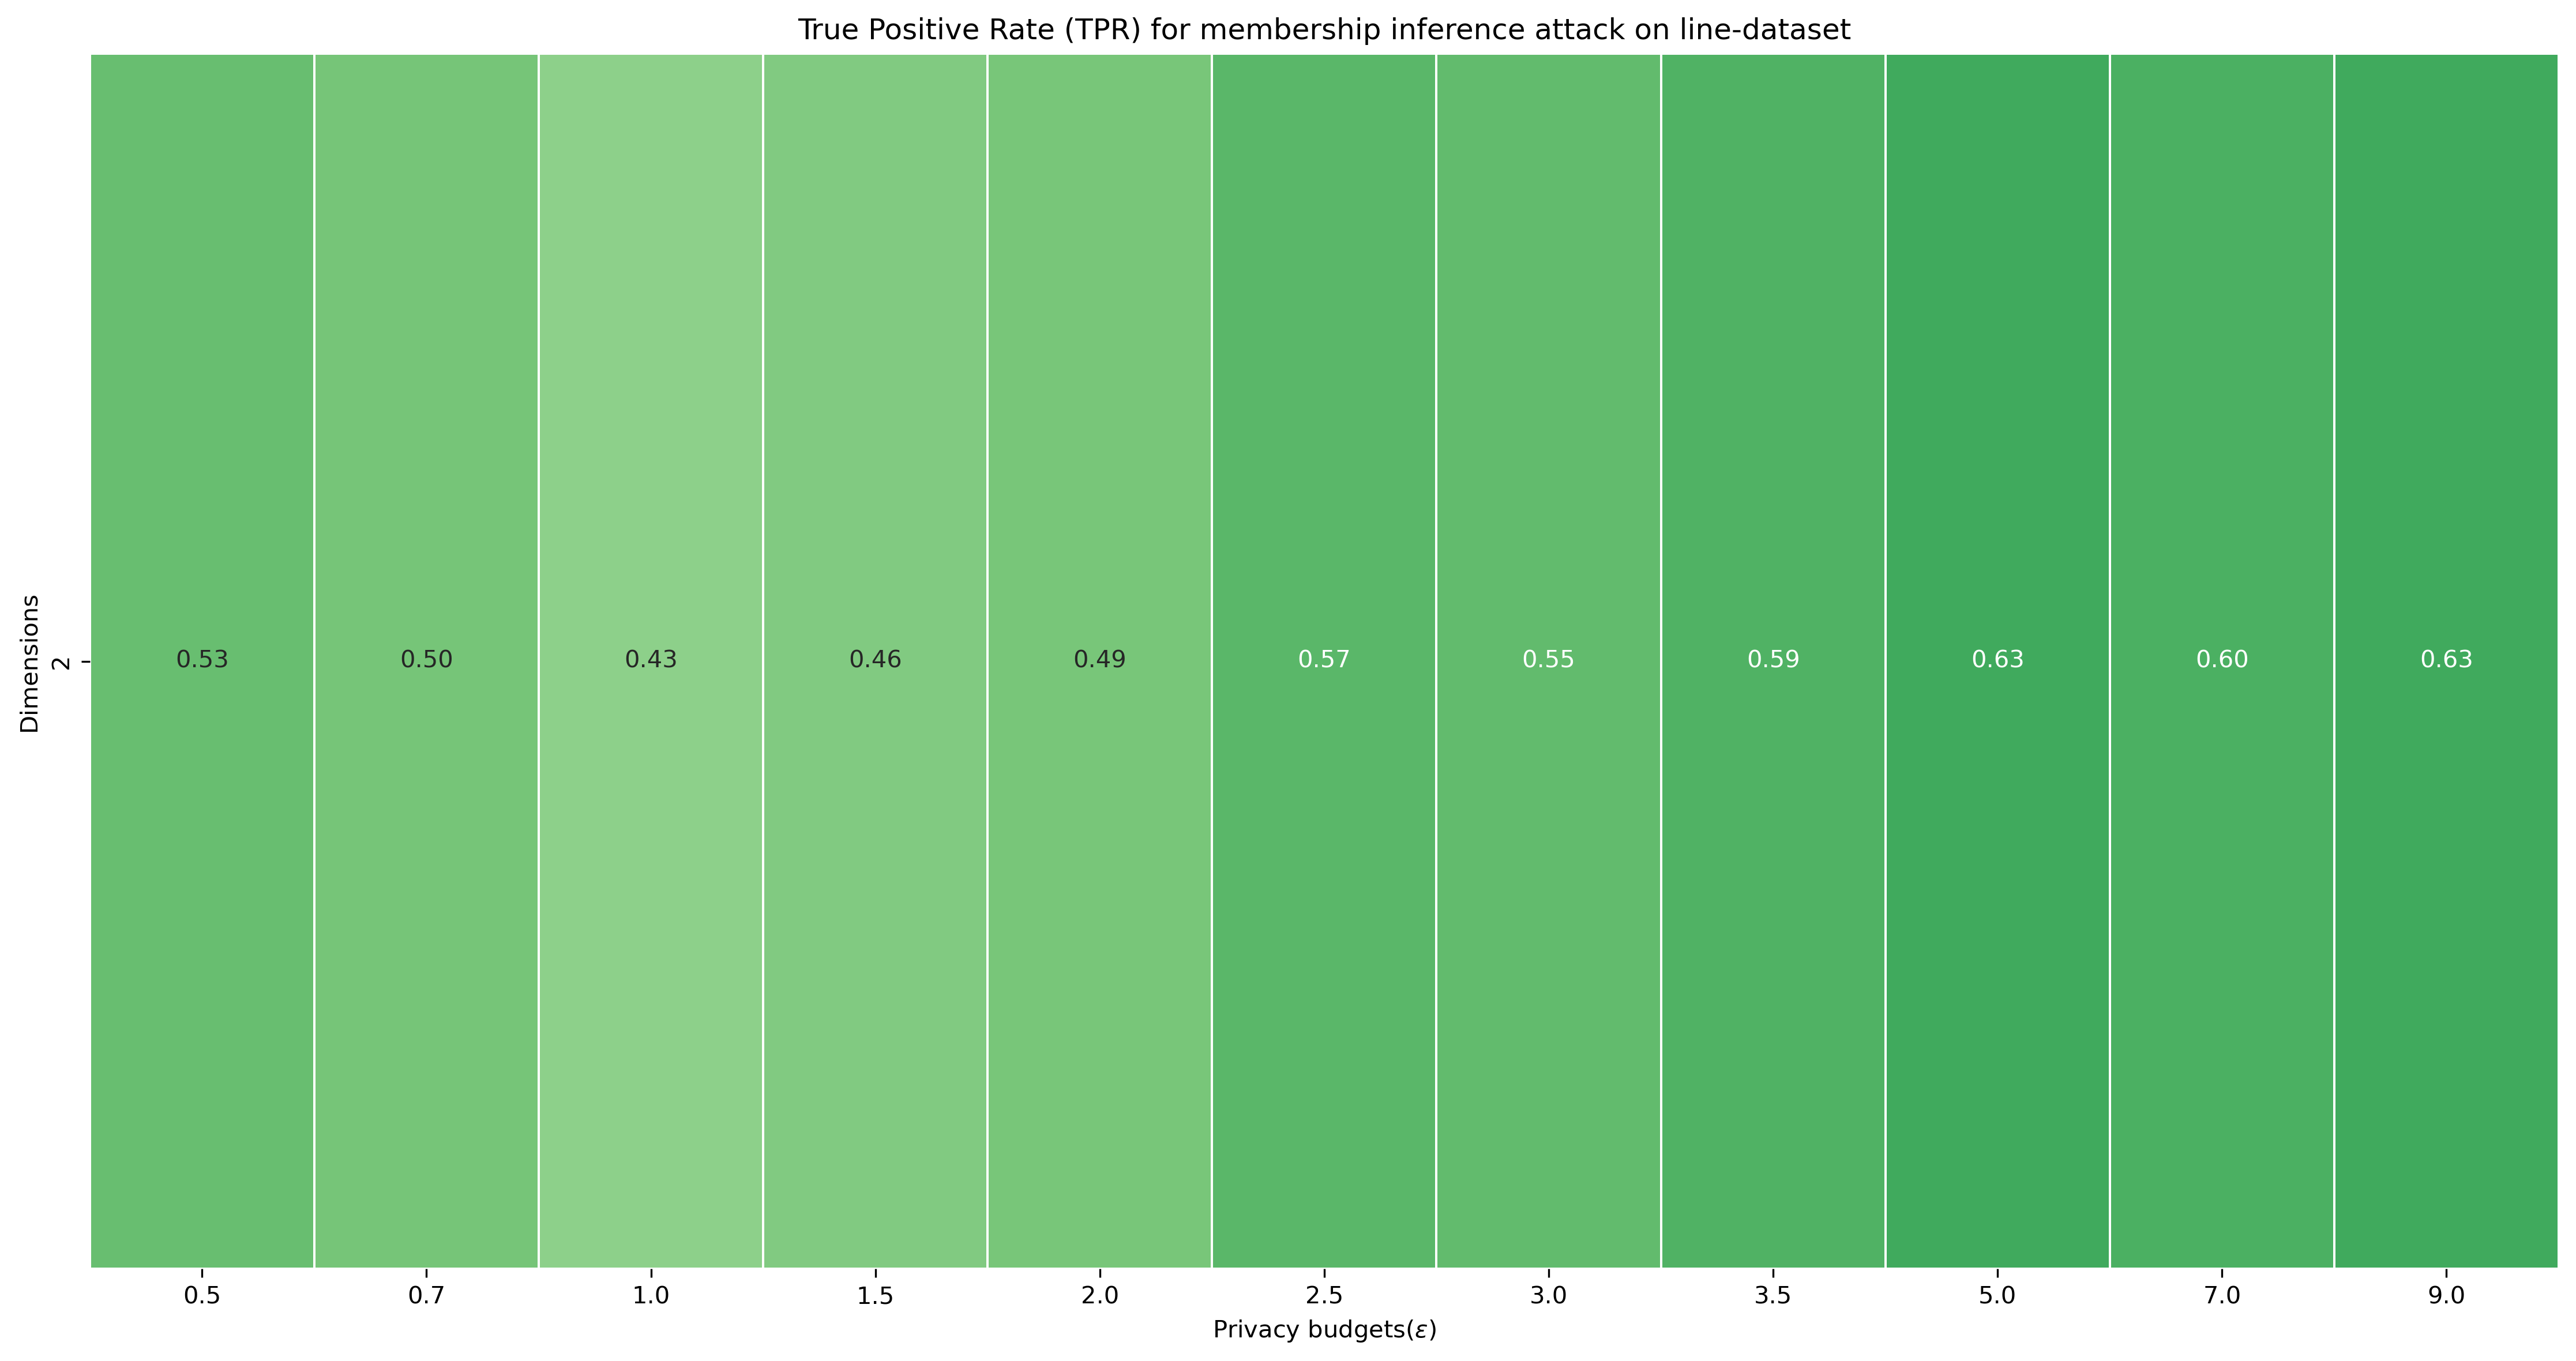 True Positive Rate (TPR) for membership inference attack on line-dataset
Dimensions
2
0.53 0.50 0.43 0.46 0.49 0.57 0.55 0.59 0.63 0.60 0.63
0.5 0.7 1.0 1.5 2.0 2.5 3.0 3.5 5.0 7.0 9.0
Privacy budgets(ε)